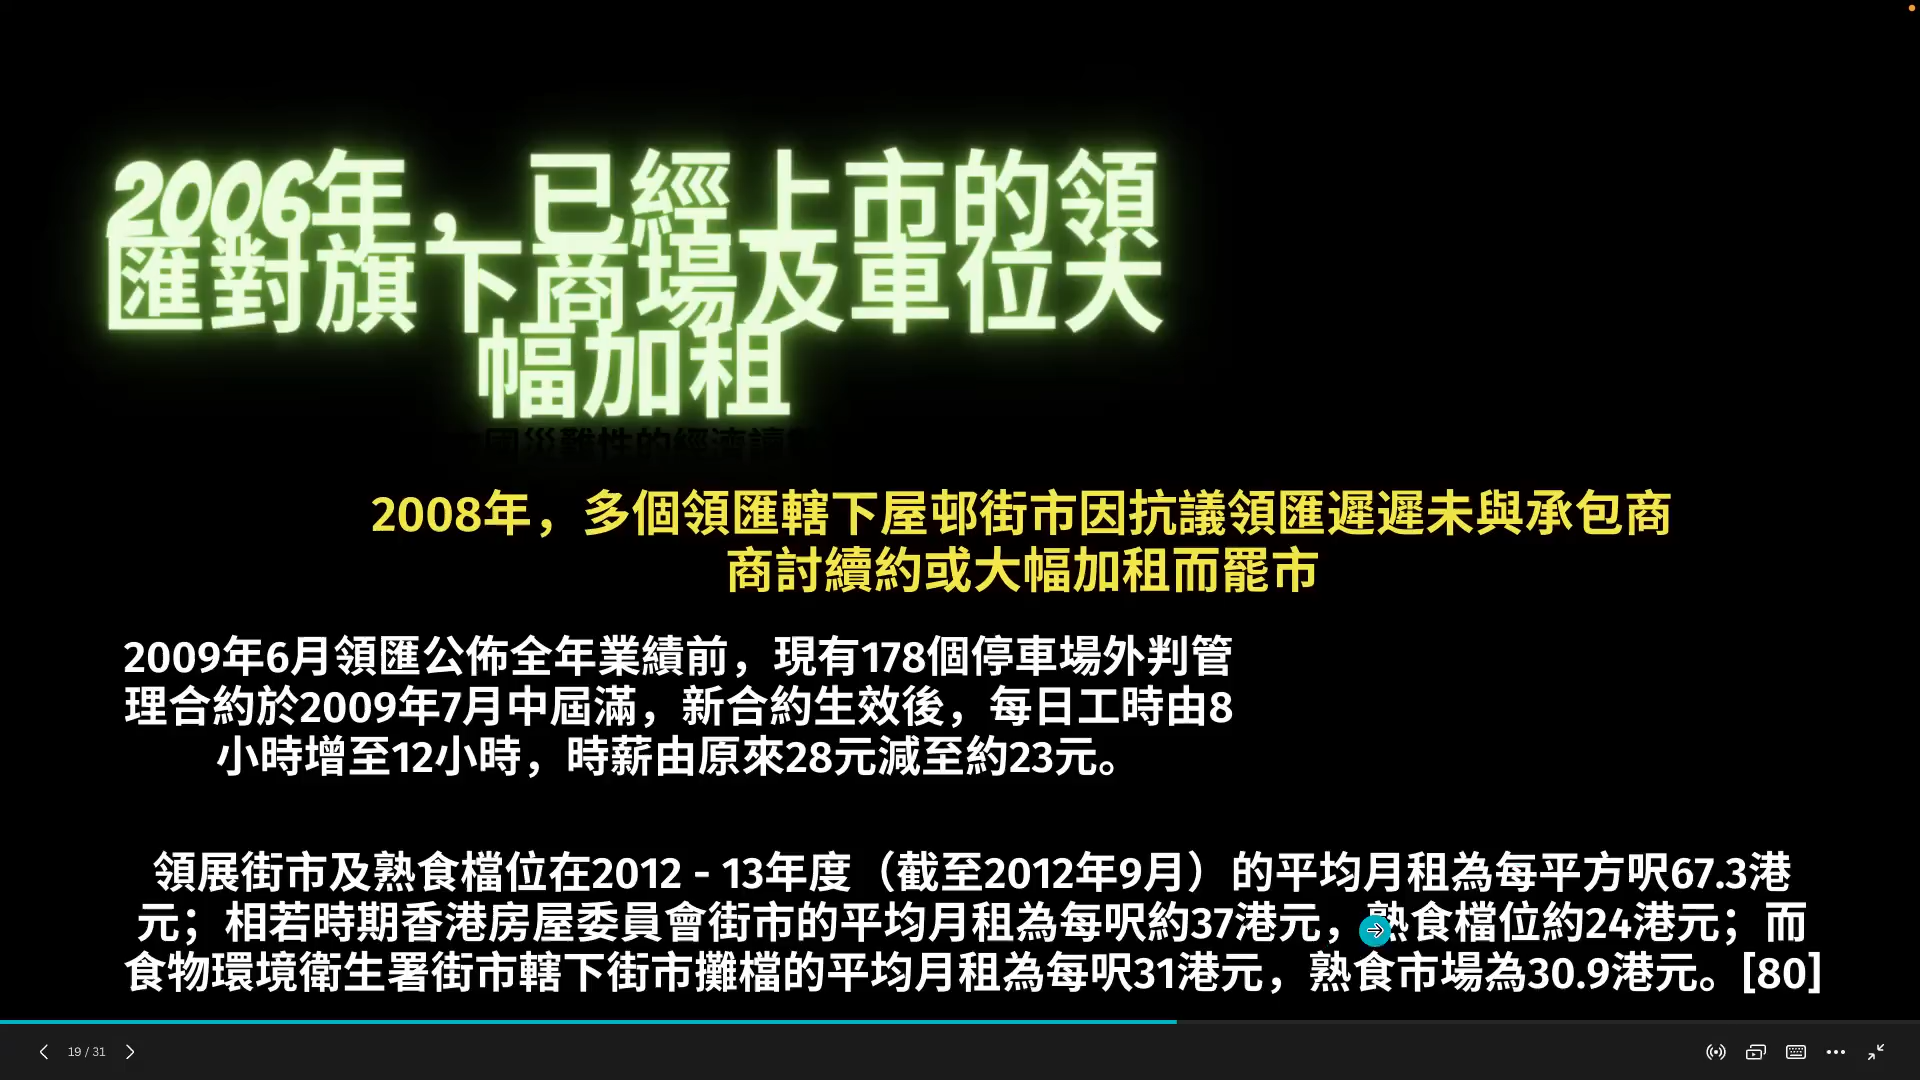 2006年，已經上市的領
匯對旗下商場及車位大
幅加租
國災難性的經濟讓
2008年，多個領匯轄下屋邨街市因抗議領匯遲遲未與承包商
商討續約或大幅加租而罷市
2009年6月領匯公佈全年業績前，現有178個停車場外判管
理合約於2009年7月中屆滿，新合約生效後，每日工時由8
小時增至12小時，時薪由原來28元減至約23元。
領展街市及熟食檔位在2012 - 13年度（截至2012年9月）的平均月租為每平方呎67.3港
元；相若時期香港房屋委員會街市的平均月租為每呎約37港元，熟食檔位約24港元；而
食物環境衛生署街市轄下街市攤檔的平均月租為每呎31港元，熟食市場為30.9港元。[80]
19 / 31